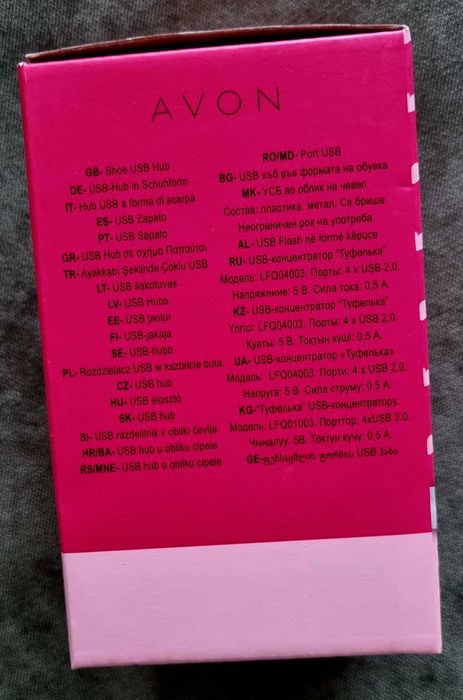 AVON
GB- Shoe USB Hub
DE- USB-Hub in Schuhform
IT- Hub USB a forma di scarpa
ES- USB Zapato
PT- USB Sapato
GR- USB Hub σε σχήμα Παπουτσι
TR- Ayakkabı Şeklinde Çoklu USB
LT- USB šakotuvas
LV- USB Hubs
EE- USB jaotur
FI- USB-jakaja
SE- USB-hubb
PL- Rozdzielacz USB w kształcie buta
CZ- USB hub
HU- USB elosztó
SK- USB hub
SI- USB razdelilnik v obliki čevlja
HR/BA- USB hub u obliku cipele
RS/MNE- USB hub u obliku cipele
RO/MD- Port USB
BG- USB хъб във формата на обувка
MK- УСБ во облик на чевел
Состав: пластика, метал. Се брише.
Неограничен рок на употреба.
AL- USB Flash në formë këpuce
RU- USB-концентратор "Туфелька".
Модель: LFQ04003. Порты: 4 x USB 2.0.
Напряжение: 5 В. Сила тока: 0,5 А.
KZ- USB-концентратор "Туфелька".
Үлгісі: LFQ04003. Порты: 4 x USB 2.0.
Қуаты: 5 В. Тоқтың күші: 0,5 А.
UA- USB-концентратор «Туфелька».
Модель: LFQ04003. Порти: 4 x USB 2.0.
Напруга: 5 В. Сила струму: 0,5 А.
KG-"Туфелька" USB-концентратору.
Модели: LFQ01003. Порттор: 4xUSB 2.0.
Чыңалуу: 5В. Токтун күчү: 0,5 А.
GE-ფეხსაცმლის ფორმის USB ჰაბი